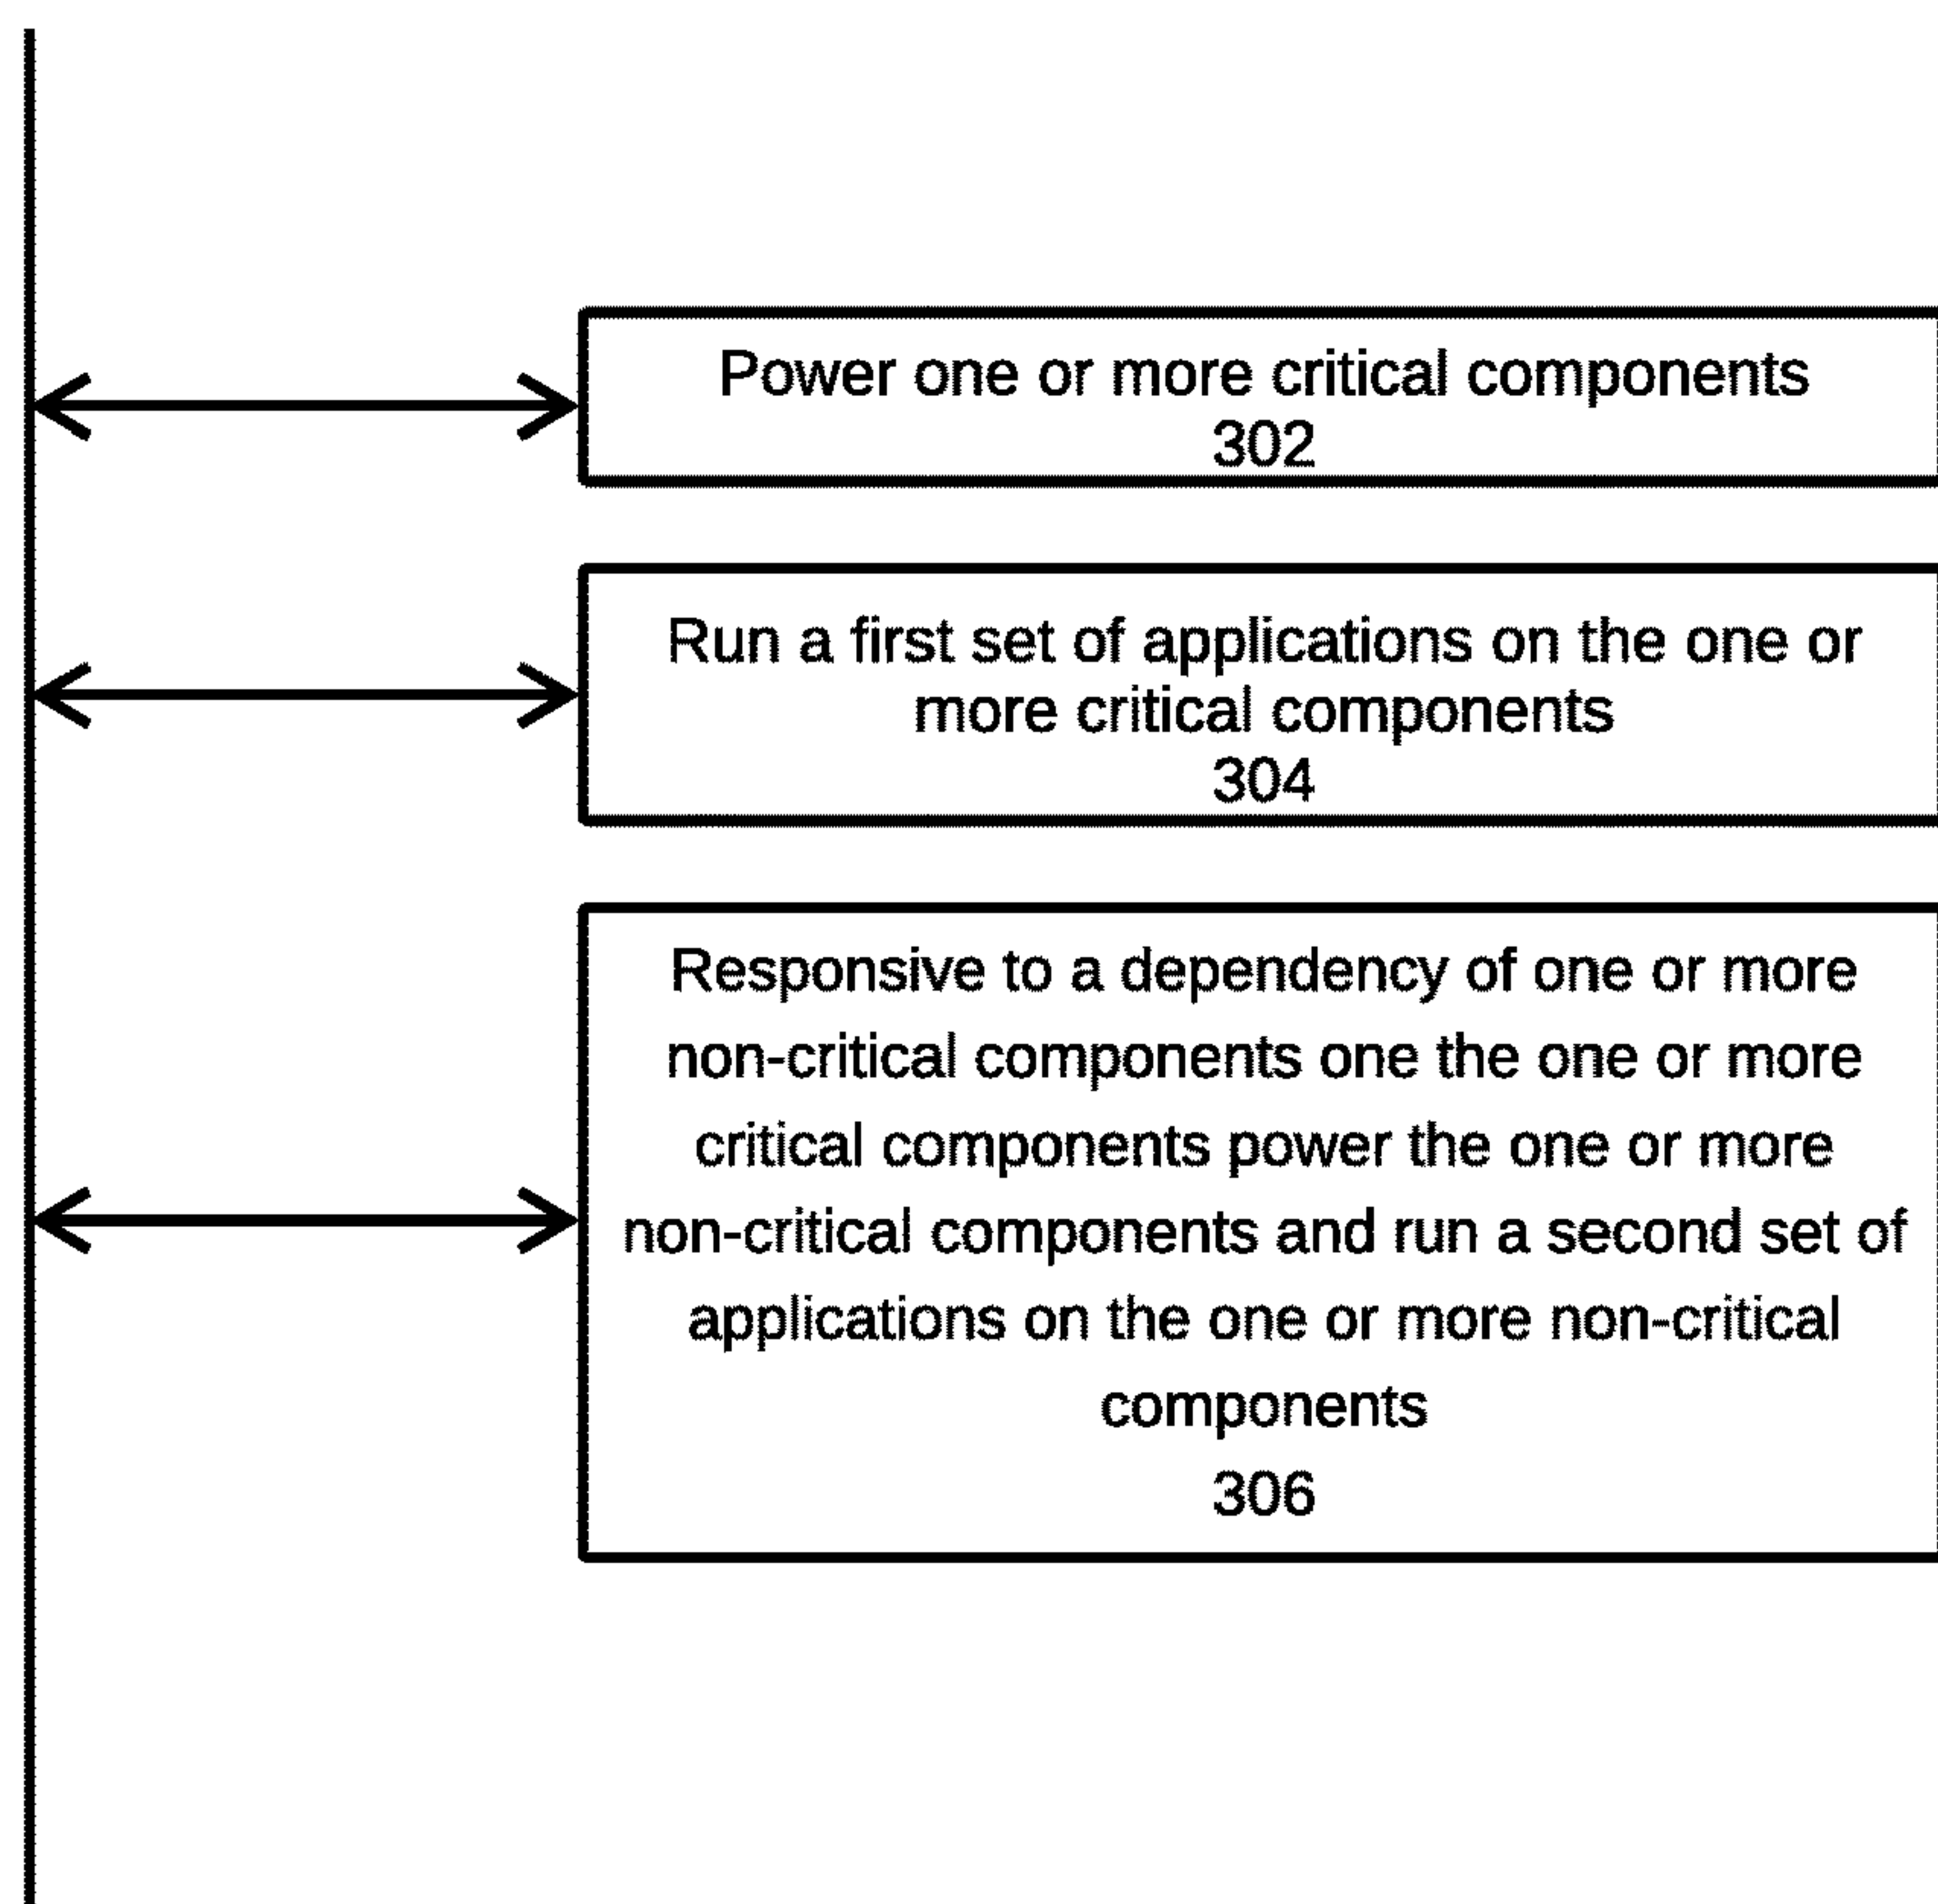 Power one or more critical components
302
Run a first set of applications on the one or
more critical components
304
Responsive to a dependency of one or more
non-critical components one the one or more
critical components power the one or more
non-critical components and run a second set of
applications on the one or more non-critical
components
306